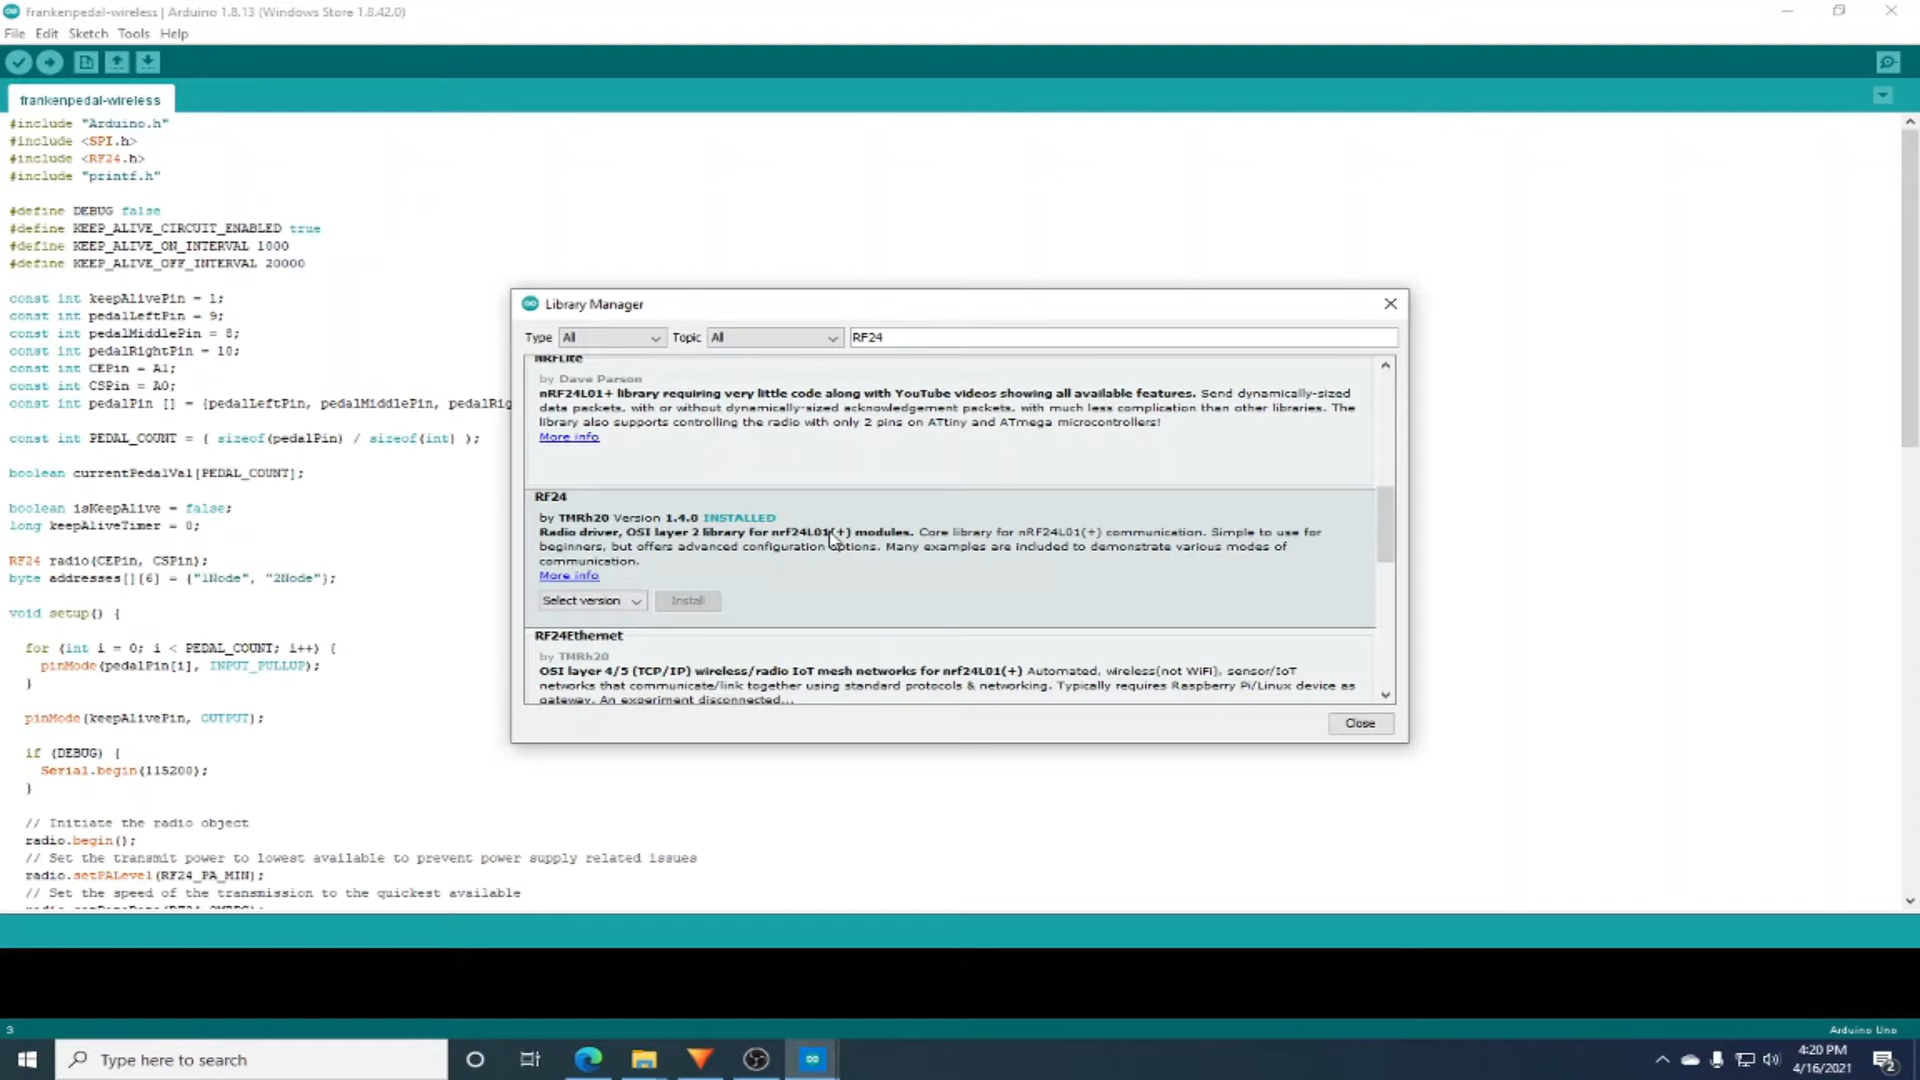 frankenpedal-wireless | Arduino 1.8.13 (Windows Store 1.8.42.0)
File Edit Sketch Tools Help
frankenpedal-wireless
#include "Arduino.h"
#include <SPI.h>
#include <RF24.h>
#include "printf.h"
#define DEBUG false
#define KEEP_ALIVE_CIRCUIT_ENABLED true
#define KEEP_ALIVE_ON_INTERVAL 1000
#define KEEP_ALIVE_OFF_INTERVAL 20000
const int keepAlivePin = 1;
const int pedalLeftPin = 9;
const int pedalMiddlePin = 8;
const int pedalRightPin = 10;
const int CEPin = A1;
const int CSPin = A0;
const int pedalPin [] = {pedalLeftPin, pedalMiddlePin, pedalRig
const int PEDAL_COUNT = ( sizeof(pedalPin) / sizeof(int) );
boolean currentPedalVal[PEDAL_COUNT];
boolean isKeepAlive = false;
long keepAliveTimer = 0;
RF24 radio(CEPin, CSPin);
byte addresses[][6] = {"1Node", "2Node"};
void setup() {
for (int i = 0; i < PEDAL_COUNT; i++) {
pinMode(pedalPin[i], INPUT_PULLUP);
}
pinMode(keepAlivePin, OUTPUT);
if (DEBUG) {
Serial.begin(115200);
}
// Initiate the radio object
radio.begin();
// Set the transmit power to lowest available to prevent power supply related issues
radio.setPALevel(RF24_PA_MIN);
// Set the speed of the transmission to the quickest available
Library Manager
Type All Topic All RF24
NRFLite
by Dave Parson
nRF24L01+ library requiring very little code along with YouTube videos showing all available features. Send dynamically-sized
data packets, with or without dynamically-sized acknowledgement packets, with much less complication than other libraries. The
library also supports controlling the radio with only 2 pins on ATtiny and ATmega microcontrollers!
More info
RF24
by TMRh20 Version 1.4.0 INSTALLED
Radio driver, OSI layer 2 library for nrf24L01(+) modules. Core library for nRF24L01(+) communication. Simple to use for
beginners, but offers advanced configuration options. Many examples are included to demonstrate various modes of
communication.
More info
Select version Install
RF24Ethernet
by TMRh20
OSI layer 4/5 (TCP/IP) wireless/radio IoT mesh networks for nrf24L01(+) Automated, wireless(not WiFi), sensor/IoT
networks that communicate/link together using standard protocols & networking. Typically requires Raspberry Pi/Linux device as
gateway. An experiment disconnected...
Close
3
Arduino Uno
Type here to search
4:20 PM
4/16/2021
2